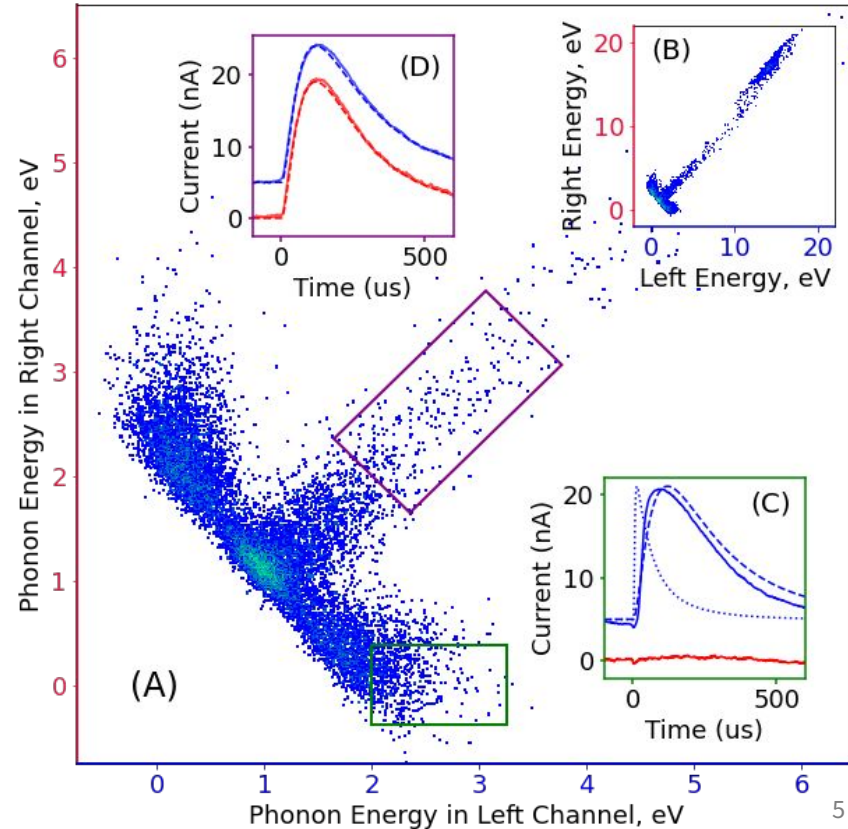 Phonon Energy in Right Channel, eV
6
5
4
3
2
1
0
(A)
0 1 2 3 4 5 6
Phonon Energy in Left Channel, eV
(D)
Current (nA)
20
10
0
0 500
Time (us)
(B)
Right Energy, eV
20
10
0
0 10 20
Left Energy, eV
(C)
Current (nA)
20
10
0
0 500
Time (us)
5